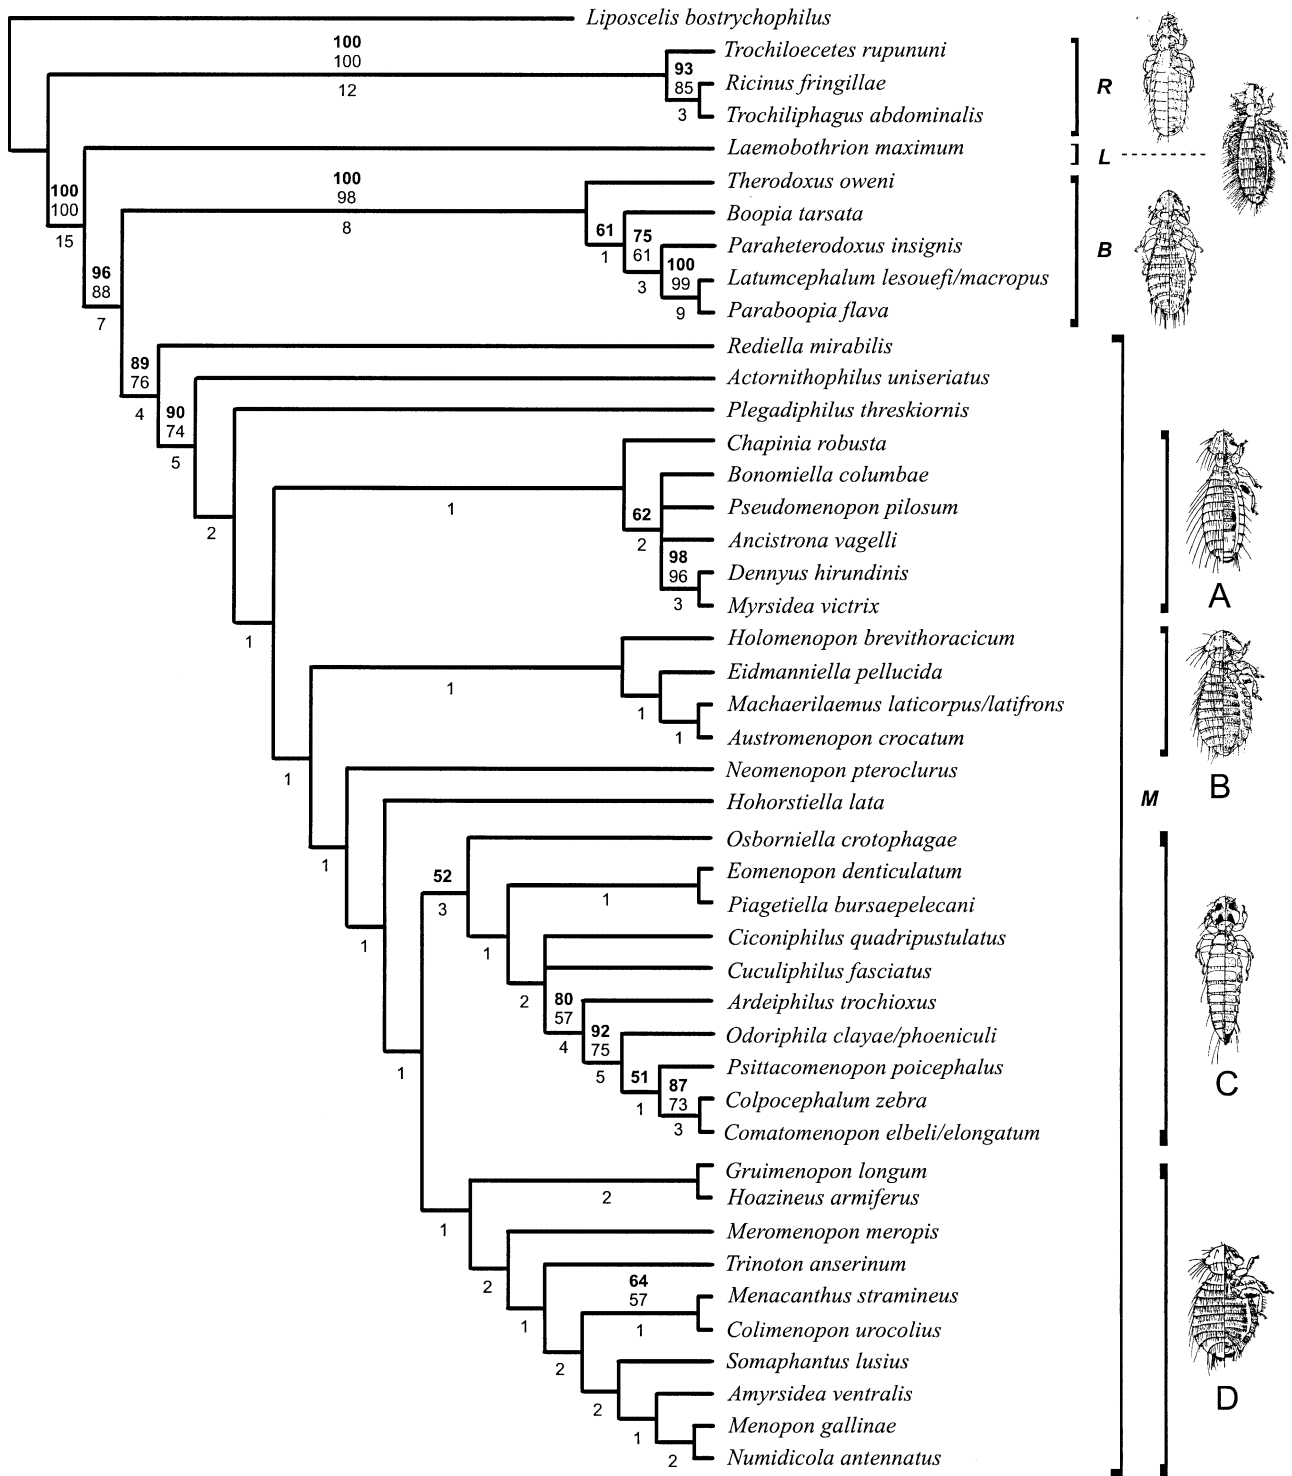 Liposcelis bostrychophilus
100
100
12
Trochiloecetes rupununi
93
85
3
Ricinus fringillae
Trochiliphagus abdominalis
R
100
100
15
Laemobothrion maximum
L
100
98
8
Therodoxus oweni
61
1
Boopia tarsata
75
61
3
Paraheterodoxus insignis
100
99
9
Latumcephalum lesouefi/macropus
Paraboopia flava
B
96
88
7
89
76
4
Rediella mirabilis
90
74
5
Actornithophilus uniseriatus
2
Plegadiphilus threskiornis
1
1
Chapinia robusta
62
2
Bonomiella columbae
Pseudomenopon pilosum
Ancistrona vagelli
98
96
3
Dennyus hirundinis
Myrsidea victrix
A
1
1
Holomenopon brevithoracicum
1
Eidmanniella pellucida
1
Machaerilaemus laticorpus/latifrons
Austromenopon crocatum
B
1
Neomenopon pteroclurus
M
1
Hohorstiella lata
1
52
3
Osborniella crotophagae
1
1
Eomenopon denticulatum
Piagetiella bursaepelecani
2
Ciconiphilus quadripustulatus
Cuculiphilus fasciatus
80
57
4
Ardeiphilus trochioxus
92
75
5
Odoriphila clayae/phoeniculi
51
1
Psittacomenopon poicephalus
87
73
3
Colpocephalum zebra
Comatomenopon elbeli/elongatum
C
1
2
Gruimenopon longum
Hoazineus armiferus
2
Meromenopon meropis
1
Trinoton anserinum
2
64
57
1
Menacanthus stramineus
Colimenopon urocolius
2
Somaphantus lusius
1
Amyrsidea ventralis
2
Menopon gallinae
Numidicola antennatus
D